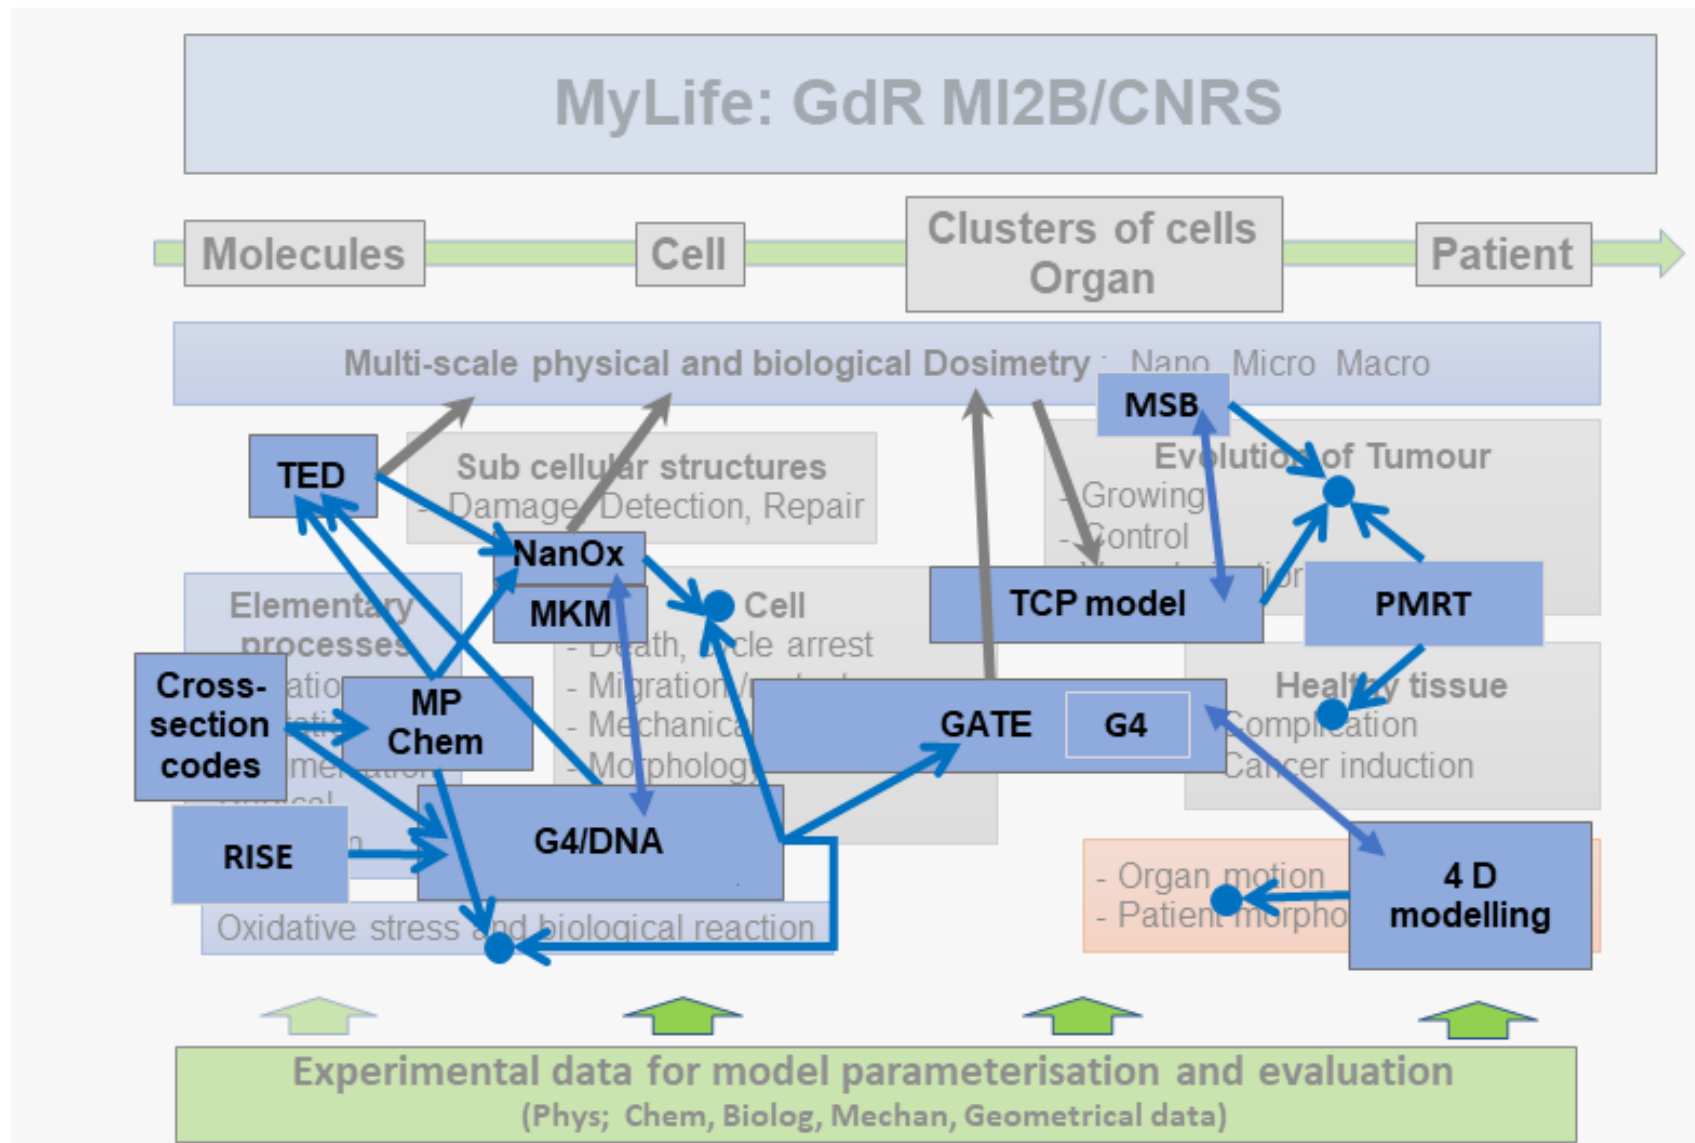 MyLife: GdR MI2B/CNRS
Molecules
Cell
Clusters of cells
Organ
Patient
Multi-scale physical and biological Dosimetry : Nano Micro Macro
MSB
TED
Sub cellular structures
- Damage, Detection, Repair
Evolution of Tumour
- Growing
- Control
NanOx
MKM
TCP model
PMRT
Elementary
processes
Cell
- Death, cycle arrest
- Migration
- Mechanica
- Morphology
Cross-
section
codes
MP
Chem
GATE
G4
Healthy tissue
Complication
Cancer induction
RISE
G4/DNA
- Organ motion
- Patient morpho
4 D
modelling
Oxidative stress and biological reaction
Experimental data for model parameterisation and evaluation
(Phys; Chem, Biolog, Mechan, Geometrical data)